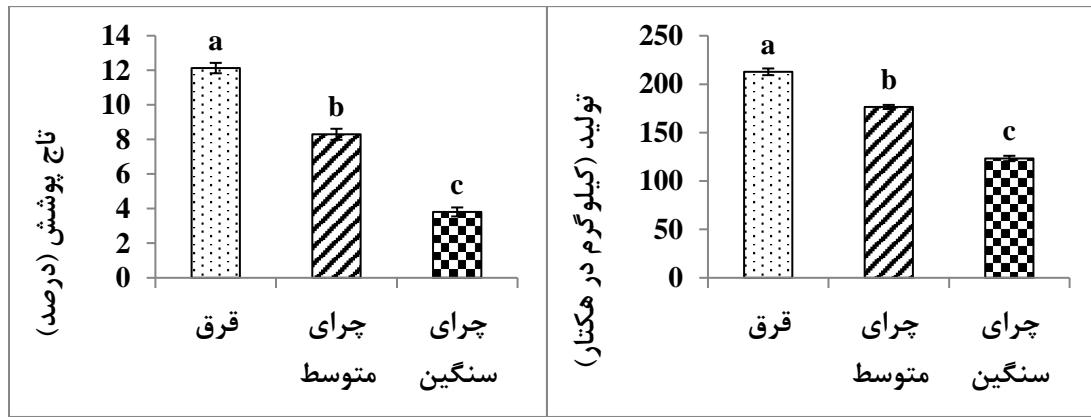 تاج پوشش (درصد)
14
12
10
8
6
4
2
0
a
b
c
قرق
چرای
متوسط
چرای
سنگین
تولید (کیلوگرم در هکتار)
250
200
150
100
50
0
a
b
c
قرق
چرای
متوسط
چرای
سنگین